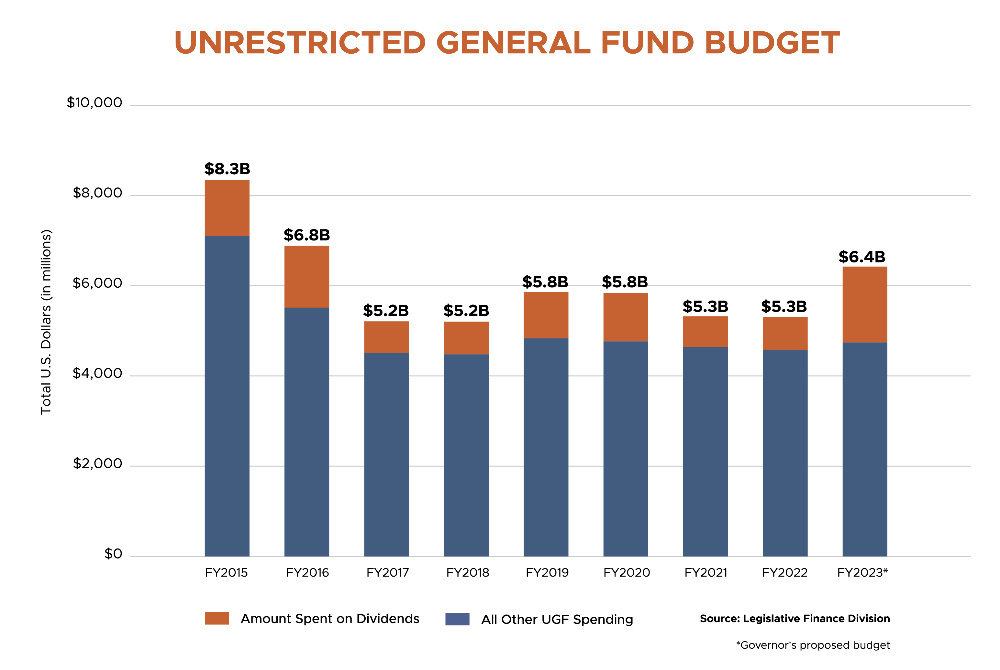 UNRESTRICTED GENERAL FUND BUDGET
$10,000
$8,000
$6,000
$4,000
$2,000
$0
Total U.S. Dollars (in millions)
$8.3B
$6.8B
$5.2B
$5.2B
$5.8B
$5.8B
$5.3B
$5.3B
$6.4B
FY2015
FY2016
FY2017
FY2018
FY2019
FY2020
FY2021
FY2022
FY2023*
Amount Spent on Dividends
All Other UGF Spending
Source: Legislative Finance Division
*Governor's proposed budget